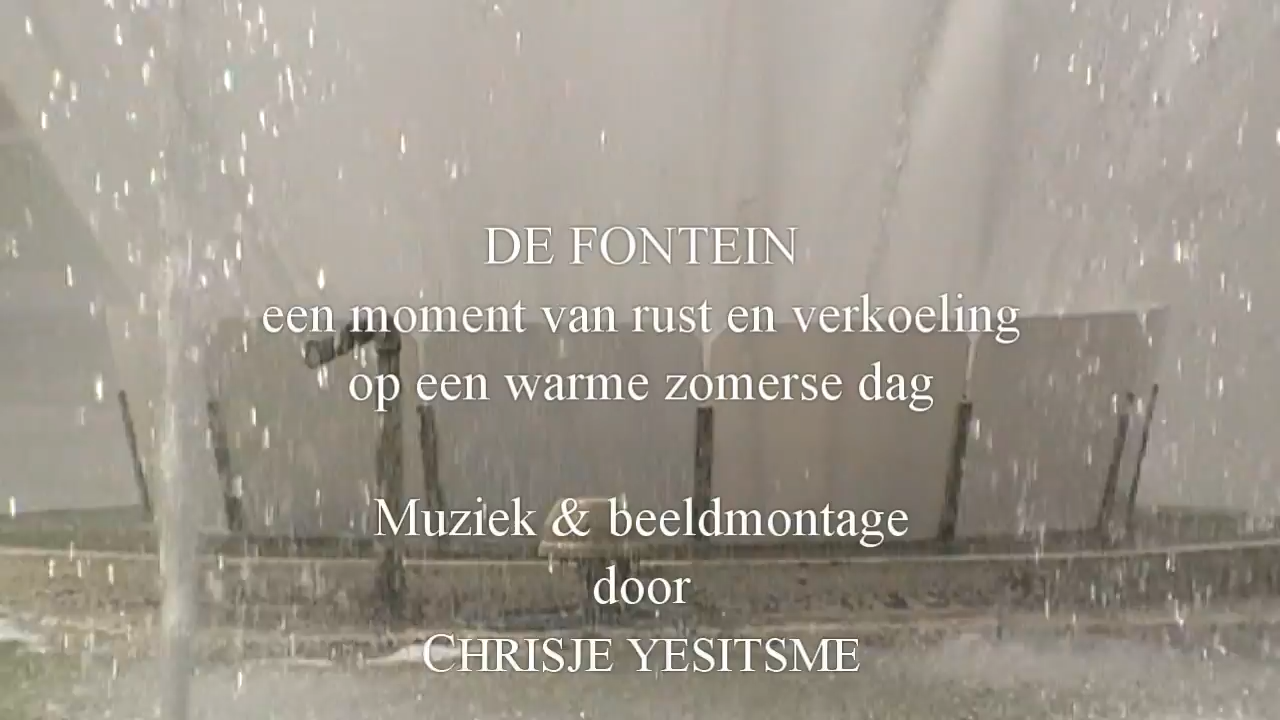 DE FONTEIN
een moment van rust en verkoeling
op een warme zomerse dag
Muziek & beeldmontage
door
CHRISJE YESITSME